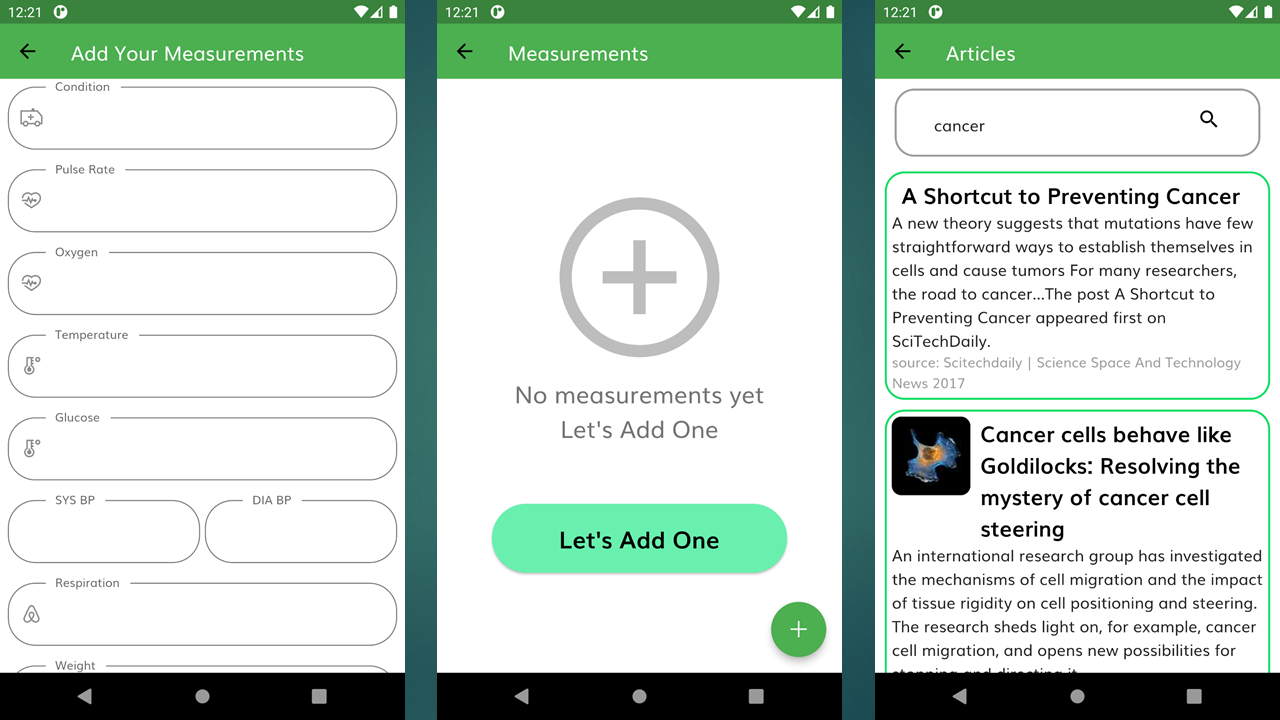 12:21
Add Your Measurements
Condition
Pulse Rate
Oxygen
Temperature
Glucose
SYS BP
DIA BP
Respiration
Weight
12:21
Measurements
No measurements yet
Let's Add One
Let's Add One
12:21
Articles
cancer
A Shortcut to Preventing Cancer
A new theory suggests that mutations have few
straightforward ways to establish themselves in
cells and cause tumors For many researchers,
the road to cancer...The post A Shortcut to
Preventing Cancer appeared first on
SciTechDaily.
source: Scitechdaily | Science Space And Technology
News 2017
Cancer cells behave like
Goldilocks: Resolving the
mystery of cancer cell
steering
An international research group has investigated
the mechanisms of cell migration and the impact
of tissue rigidity on cell positioning and steering.
The research sheds light on, for example, cancer
cell migration, and opens new possibilities for
stopping and directing it